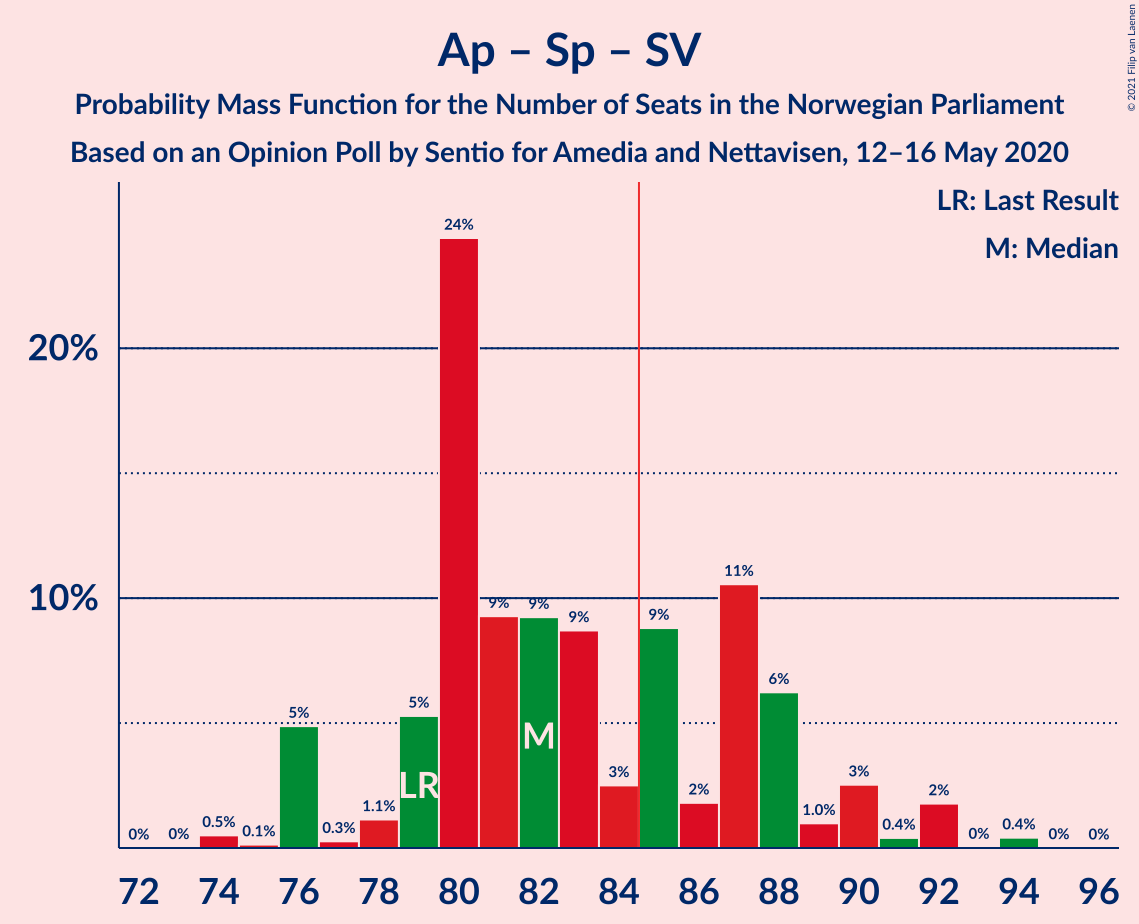 Ap – Sp – SV
Probability Mass Function for the Number of Seats in the Norwegian Parliament
Based on an Opinion Poll by Sentio for Amedia and Nettavisen, 12–16 May 2020
© 2021 Filip van Laenen
LR: Last Result
M: Median
20%
10%
0% 0% 0.5% 0.1% 5% 0.3% 1.1% 5% 24% 9% 9% 9% 3% 9% 2% 11% 6% 1.0% 3% 0.4% 2% 0% 0.4% 0% 0%
LR
M
72 74 76 78 80 82 84 86 88 90 92 94 96